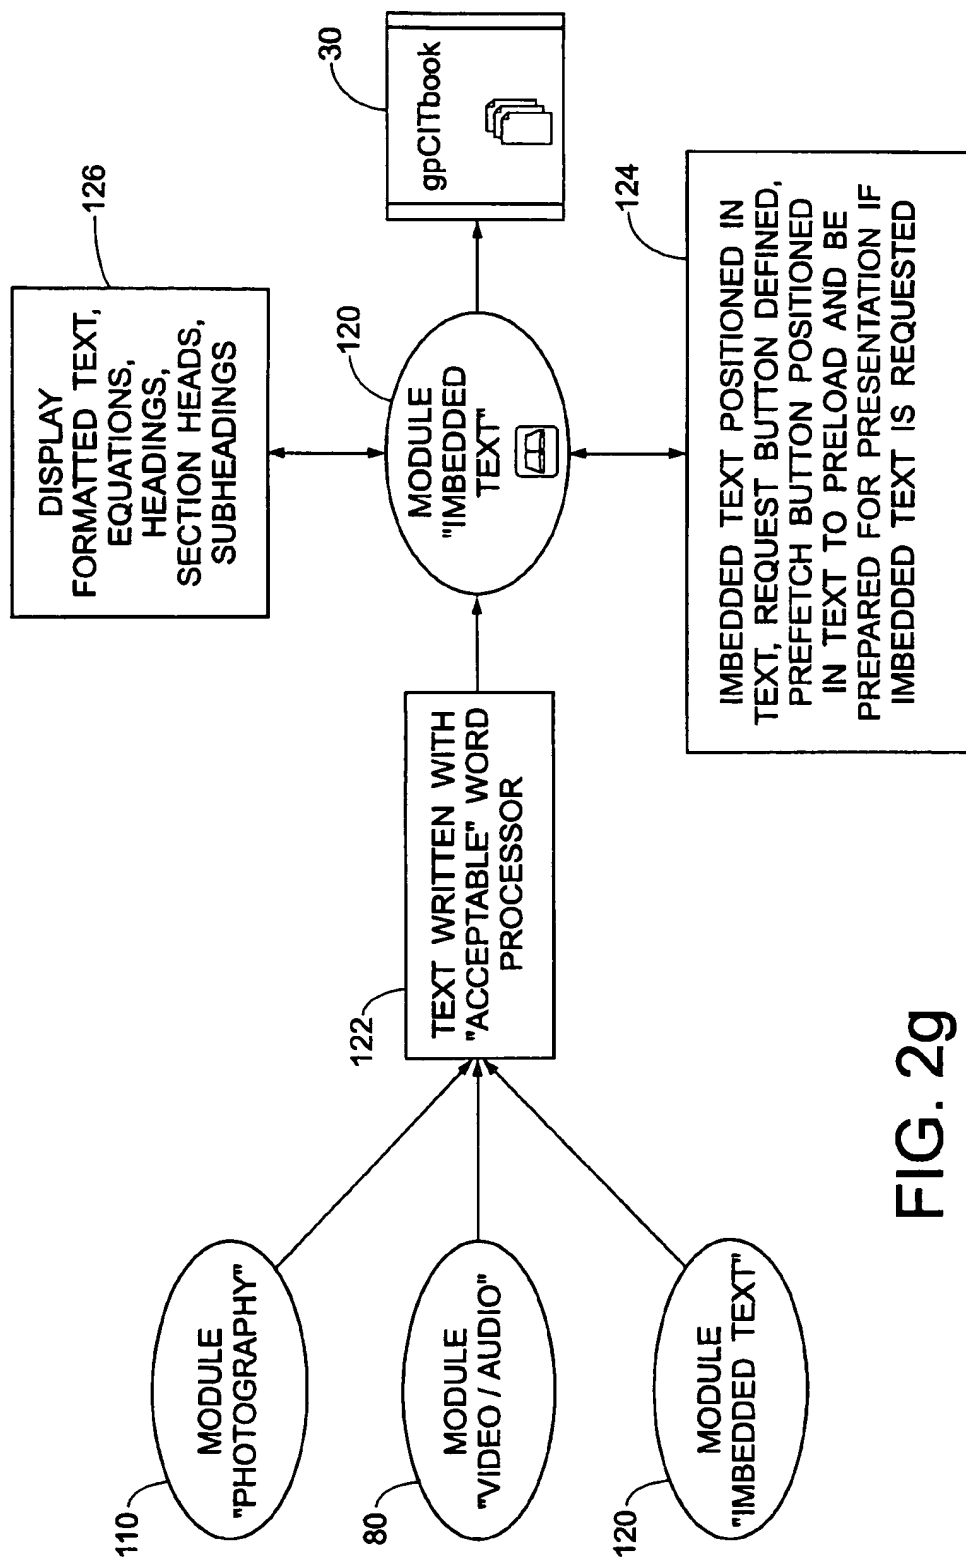 110
MODULE
"PHOTOGRAPHY"
80
MODULE
"VIDEO / AUDIO"
120
MODULE
"IMBEDDED TEXT"
122
TEXT WRITTEN WITH
"ACCEPTABLE" WORD
PROCESSOR
126
DISPLAY
FORMATTED TEXT,
EQUATIONS,
HEADINGS,
SECTION HEADS,
SUBHEADINGS
120
MODULE
"IMBEDDED
TEXT"
30
gpCITbook
124
IMBEDDED TEXT POSITIONED IN
TEXT, REQUEST BUTTON DEFINED,
PREFETCH BUTTON POSITIONED
IN TEXT TO PRELOAD AND BE
PREPARED FOR PRESENTATION IF
IMBEDDED TEXT IS REQUESTED
FIG. 2g